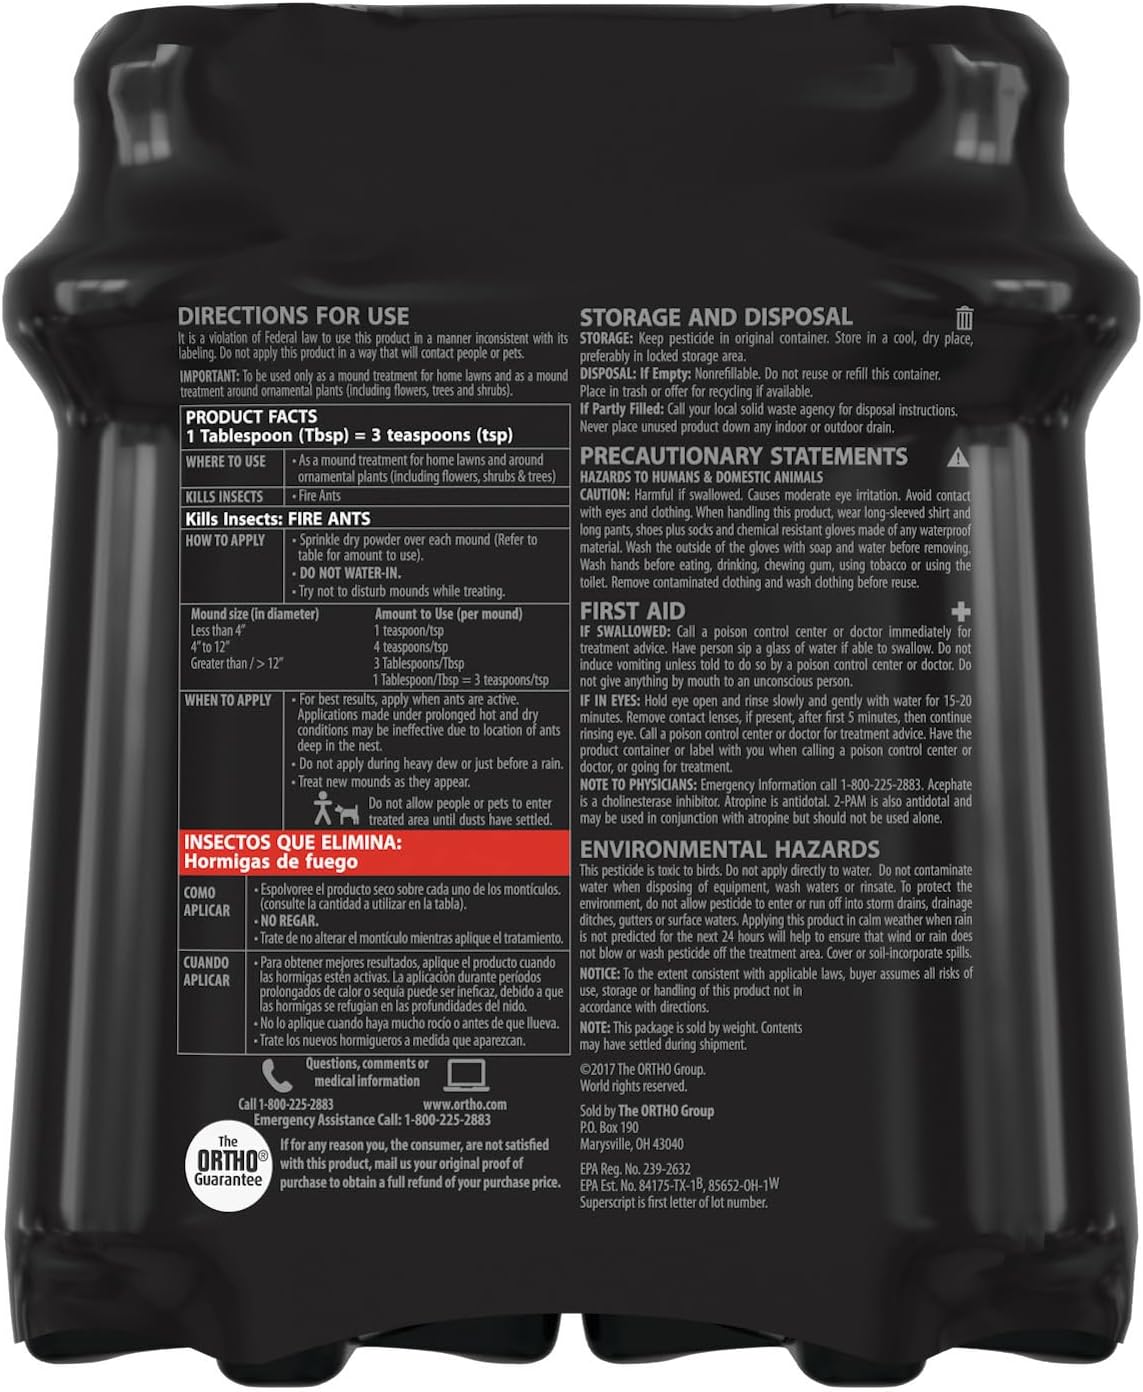 DIRECTIONS FOR USE
It is a violation of Federal law to use this product in a manner inconsistent with its
labeling. Do not apply this product in a way that will contact people or pets.
IMPORTANT: To be used only as a mound treatment for home lawns and as a mound
treatment around ornamental plants (including flowers, trees and shrubs).
PRODUCT FACTS
1 Tablespoon (Tbsp) = 3 teaspoons (tsp)
WHERE TO USE
• As a mound treatment for home lawns and around
ornamental plants (including flowers, shrubs & trees)
KILLS INSECTS
• Fire Ants
Kills Insects: FIRE ANTS
HOW TO APPLY
• Sprinkle dry powder over each mound (Refer to
table for amount to use).
• DO NOT WATER-IN.
• Try not to disturb mounds while treating.
Mound size (in diameter) Amount to Use (per mound)
Less than 4" 1 teaspoon/tsp
4" to 12" 4 teaspoons/tsp
Greater than / > 12" 3 Tablespoons/Tbsp
1 Tablespoon/Tbsp = 3 teaspoons/tsp
WHEN TO APPLY
• For best results, apply when ants are active.
Applications made under prolonged hot and dry
conditions may be ineffective due to location of ants
deep in the nest.
• Do not apply during heavy dew or just before a rain.
• Treat new mounds as they appear.
Do not allow people or pets to enter
treated area until dusts have settled.
INSECTOS QUE ELIMINA:
Hormigas de fuego
COMO
APLICAR
• Espolvoree el producto seco sobre cada uno de los montículos.
(consulte la cantidad a utilizar en la tabla).
• NO REGAR.
• Trate de no alterar el montículo mientras aplique el tratamiento.
CUANDO
APLICAR
• Para obtener mejores resultados, aplique el producto cuando
las hormigas estén activas. La aplicación durante períodos
prolongados de calor o sequía puede ser ineficaz, debido a que
las hormigas se refugian en las profundidades del nido.
• No lo aplique cuando haya mucho rocío o antes de que llueva.
• Trate los nuevos hormigueros a medida que aparezcan.
Questions, comments or
medical information
Call 1-800-225-2883 www.ortho.com
Emergency Assistance Call: 1-800-225-2883
The
ORTHO®
Guarantee
If for any reason you, the consumer, are not satisfied
with this product, mail us your original proof of
purchase to obtain a full refund of your purchase price.
STORAGE AND DISPOSAL
STORAGE: Keep pesticide in original container. Store in a cool, dry place,
preferably in locked storage area.
DISPOSAL: If Empty: Nonrefillable. Do not reuse or refill this container.
Place in trash or offer for recycling if available.
If Partly Filled: Call your local solid waste agency for disposal instructions.
Never place unused product down any indoor or outdoor drain.
PRECAUTIONARY STATEMENTS
HAZARDS TO HUMANS & DOMESTIC ANIMALS
CAUTION: Harmful if swallowed. Causes moderate eye irritation. Avoid contact
with eyes and clothing. When handling this product, wear long-sleeved shirt and
long pants, shoes plus socks and chemical resistant gloves made of any waterproof
material. Wash the outside of the gloves with soap and water before removing.
Wash hands before eating, drinking, chewing gum, using tobacco or using the
toilet. Remove contaminated clothing and wash clothing before reuse.
FIRST AID
IF SWALLOWED: Call a poison control center or doctor immediately for
treatment advice. Have person sip a glass of water if able to swallow. Do not
induce vomiting unless told to do so by a poison control center or doctor. Do
not give anything by mouth to an unconscious person.
IF IN EYES: Hold eye open and rinse slowly and gently with water for 15-20
minutes. Remove contact lenses, if present, after first 5 minutes, then continue
rinsing eye. Call a poison control center or doctor for treatment advice. Have the
product container or label with you when calling a poison control center or
doctor, or going for treatment.
NOTE TO PHYSICIANS: Emergency Information call 1-800-225-2883. Acephate
is a cholinesterase inhibitor. Atropine is antidotal. 2-PAM is also antidotal and
may be used in conjunction with atropine but should not be used alone.
ENVIRONMENTAL HAZARDS
This pesticide is toxic to birds. Do not apply directly to water. Do not contaminate
water when disposing of equipment, wash waters or rinsate. To protect the
environment, do not allow pesticide to enter or run off into storm drains, drainage
ditches, gutters or surface waters. Applying this product in calm weather when rain
is not predicted for the next 24 hours will help to ensure that wind or rain does
not blow or wash pesticide off the treatment area. Cover or soil-incorporate spills.
NOTICE: To the extent consistent with applicable laws, buyer assumes all risks of
use, storage or handling of this product not in
accordance with directions.
NOTE: This package is sold by weight. Contents
may have settled during shipment.
©2017 The ORTHO Group.
World rights reserved.
Sold by The ORTHO Group
P.O. Box 190
Marysville, OH 43040
EPA Reg. No. 239-2632
EPA Est. No. 84175-TX-1B, 85652-OH-1W
Superscript is first letter of lot number.